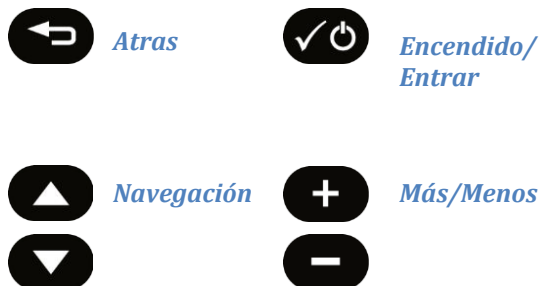 Atras
Encendido/
Entrar
Navegación
Más/Menos